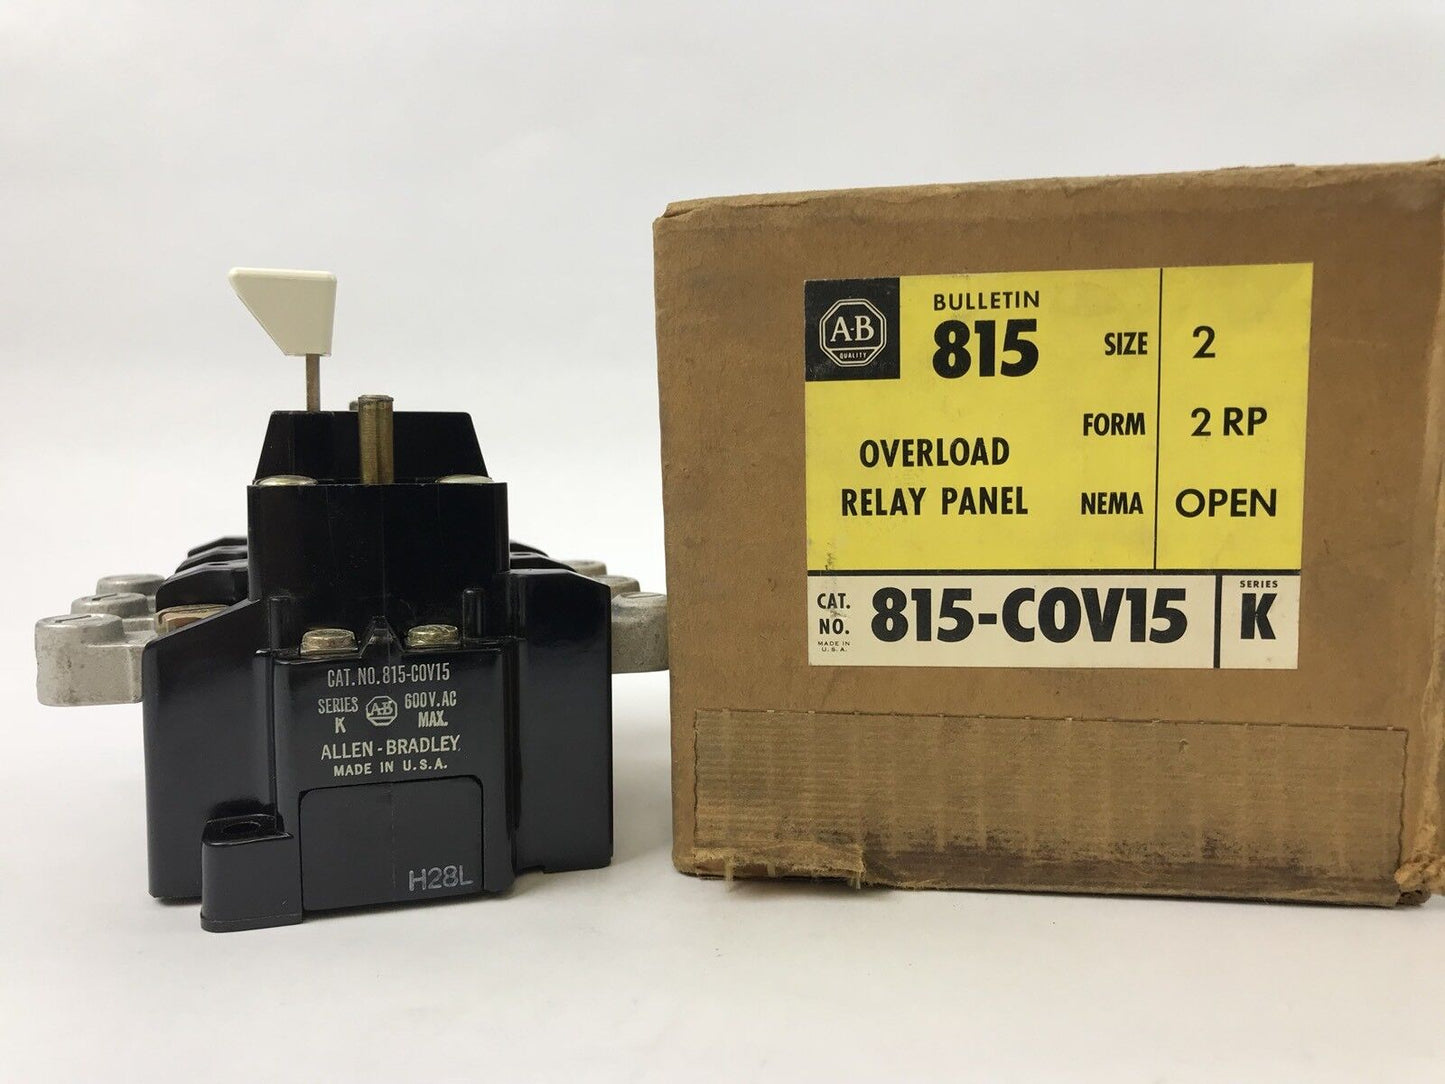 CAT. NO. 815-COV15
SERIES K
A-B
600V. AC MAX.
ALLEN-BRADLEY
MADE IN U.S.A.
H28L
A-B
QUALITY
BULLETIN
815
SIZE 2
FORM 2 RP
OVERLOAD
RELAY PANEL
NEMA OPEN
CAT. NO. 815-COV15
MADE IN U.S.A.
SERIES
K